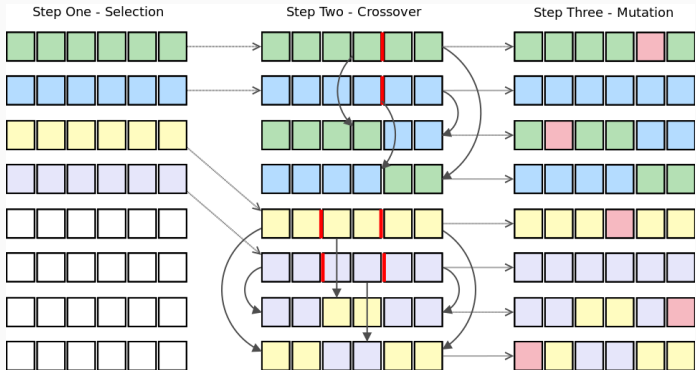 Step One - Selection
Step Two - Crossover
Step Three - Mutation